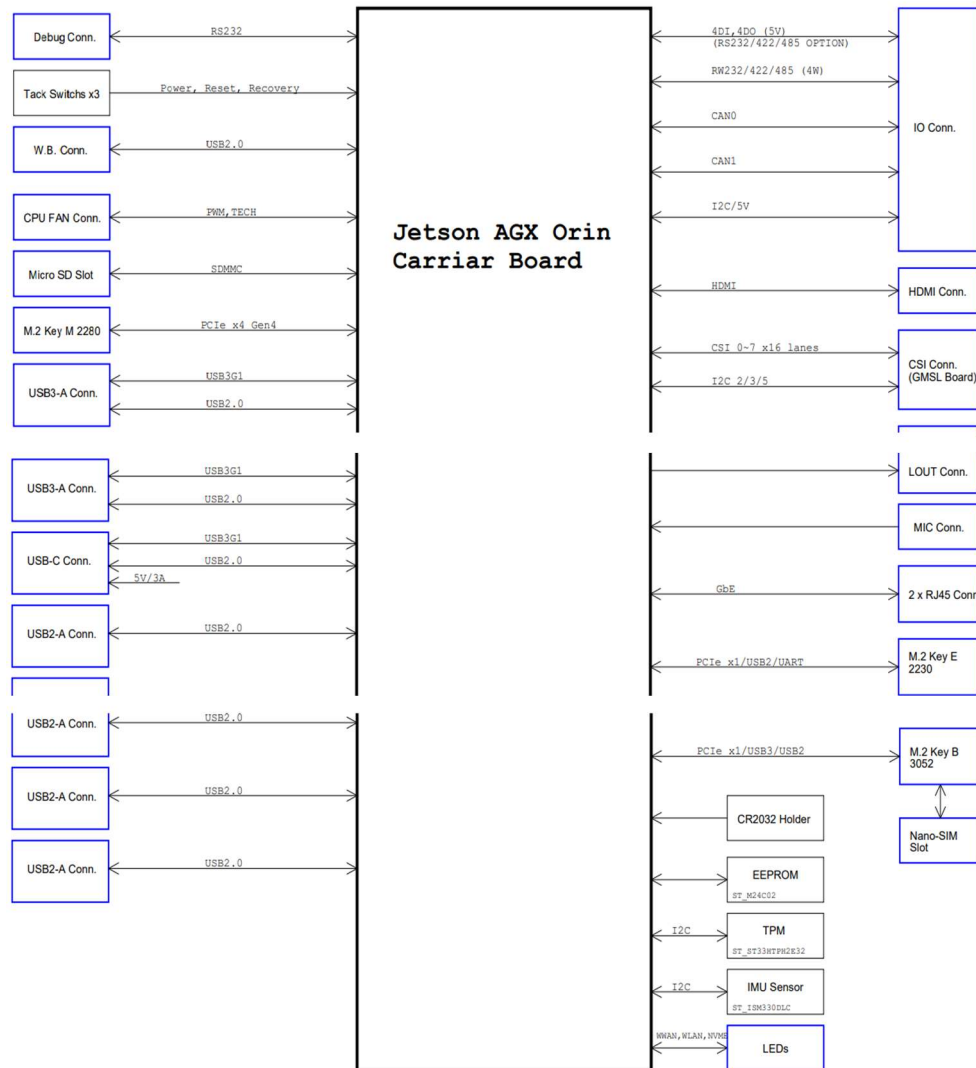 Debug Conn.
RS232
Tack Switchs x3
Power, Reset, Recovery
W.B. Conn.
USB2.0
CPU FAN Conn.
PWM,TECH
Micro SD Slot
SDMMC
M.2 Key M 2280
PCIe x4 Gen4
USB3-A Conn.
USB3G1
USB2.0
USB3-A Conn.
USB3G1
USB2.0
USB-C Conn.
USB3G1
USB2.0
5V/3A
USB2-A Conn.
USB2.0
USB2-A Conn.
USB2.0
USB2-A Conn.
USB2.0
USB2-A Conn.
USB2.0
Jetson AGX Orin
Carriar Board
4DI,4DO (5V)
(RS232/422/485 OPTION)
RW232/422/485 (4W)
CAN0
CAN1
I2C/5V
IO Conn.
HDMI
HDMI Conn.
CSI 0~7 x16 lanes
I2C 2/3/5
CSI Conn.
(GMSL Board)
LOUT Conn.
MIC Conn.
GbE
2 x RJ45 Conn
PCIe x1/USB2/UART
M.2 Key E
2230
PCIe x1/USB3/USB2
M.2 Key B
3052
Nano-SIM
Slot
CR2032 Holder
EEPROM
ST_M24C02
I2C
TPM
ST_ST33HTPH2E32
I2C
IMU Sensor
ST_ISM330DLC
WWAN,WLAN,NVME
LEDs